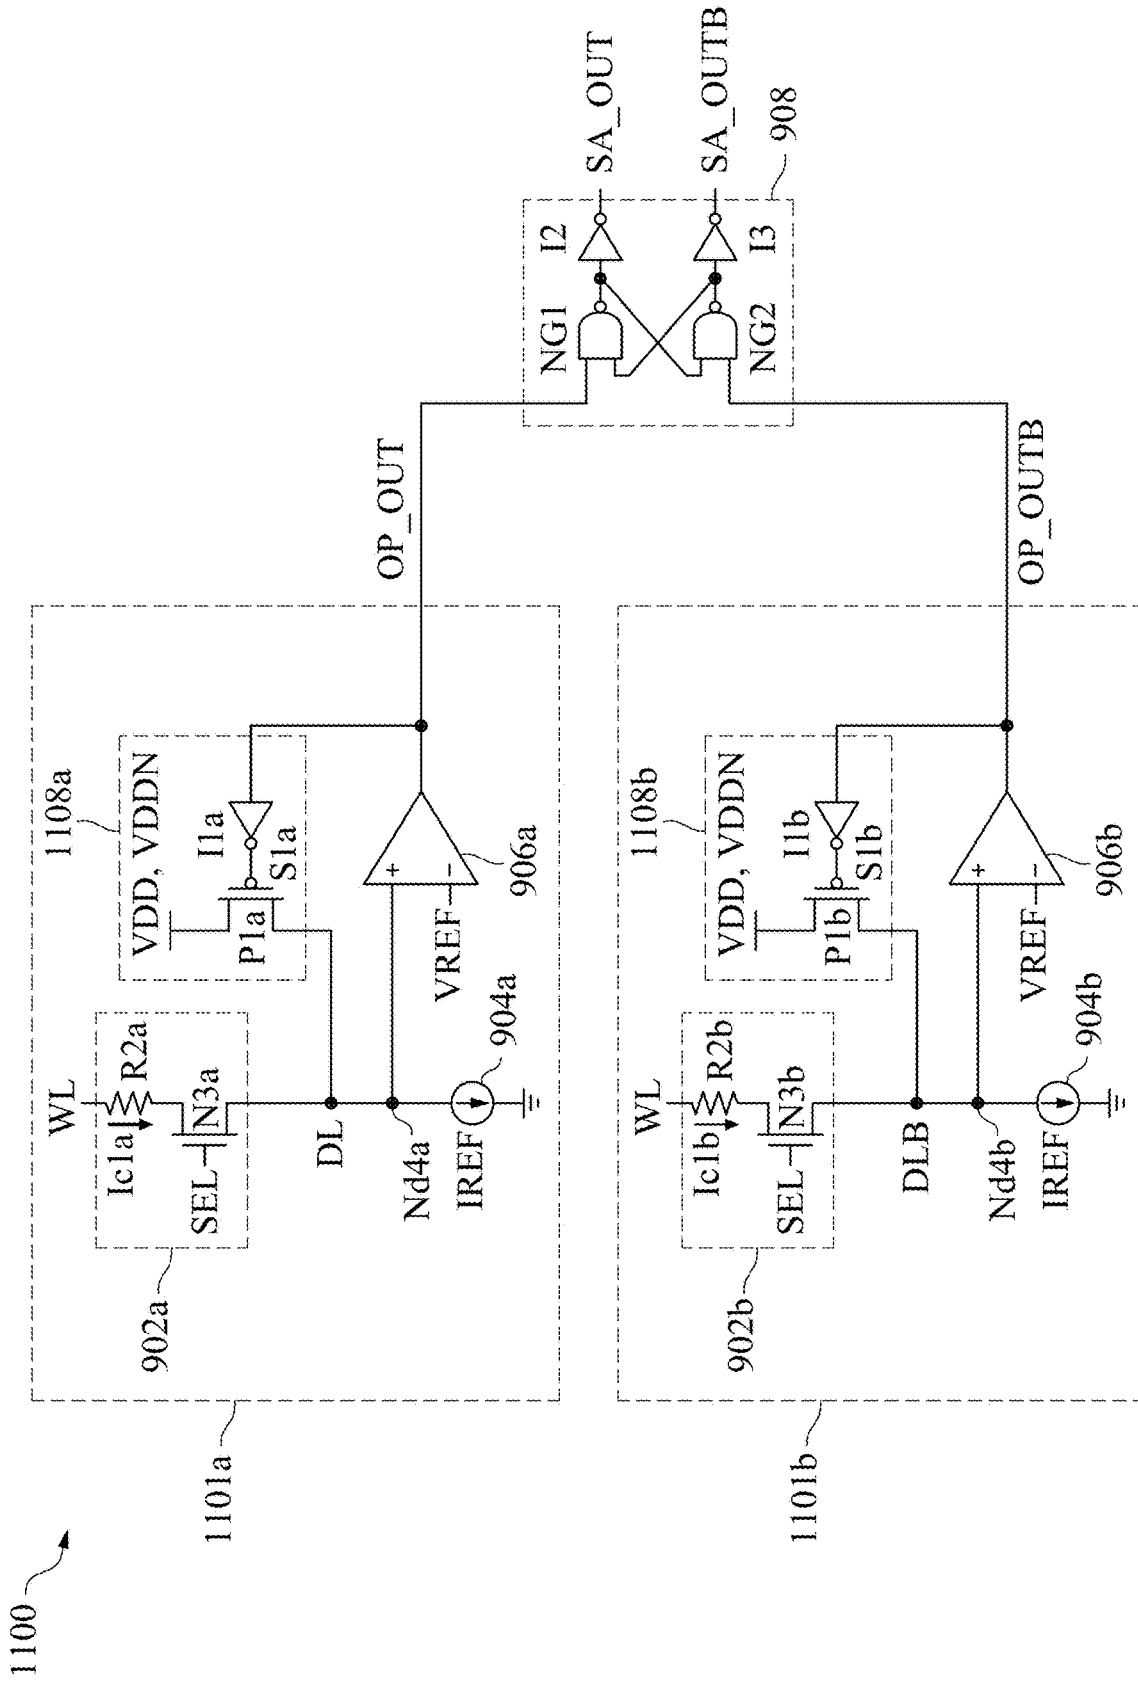 1100
1101a
902a
WL
Ic1a
R2a
SEL
N3a
DL
Nd4a
IREF
904a
1108a
VDD, VDDN
P1a
I1a
S1a
VREF
+
-
906a
OP_OUT
1101b
902b
WL
Ic1b
R2b
SEL
N3b
DLB
Nd4b
IREF
904b
1108b
VDD, VDDN
P1b
I1b
S1b
VREF
+
-
906b
OP_OUTB
NG1
I2
NG2
I3
SA_OUT
SA_OUTB
908